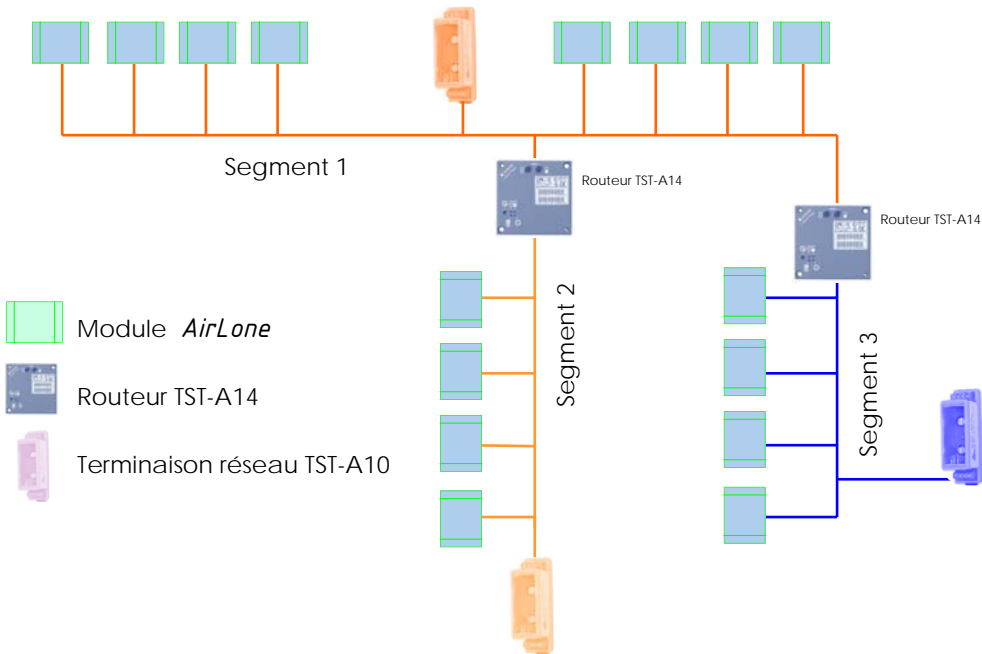 Segment 1
Routeur TST-A14
Routeur TST-A14
Segment 2
Segment 3
Module AirLone
Routeur TST-A14
Terminaison réseau TST-A10